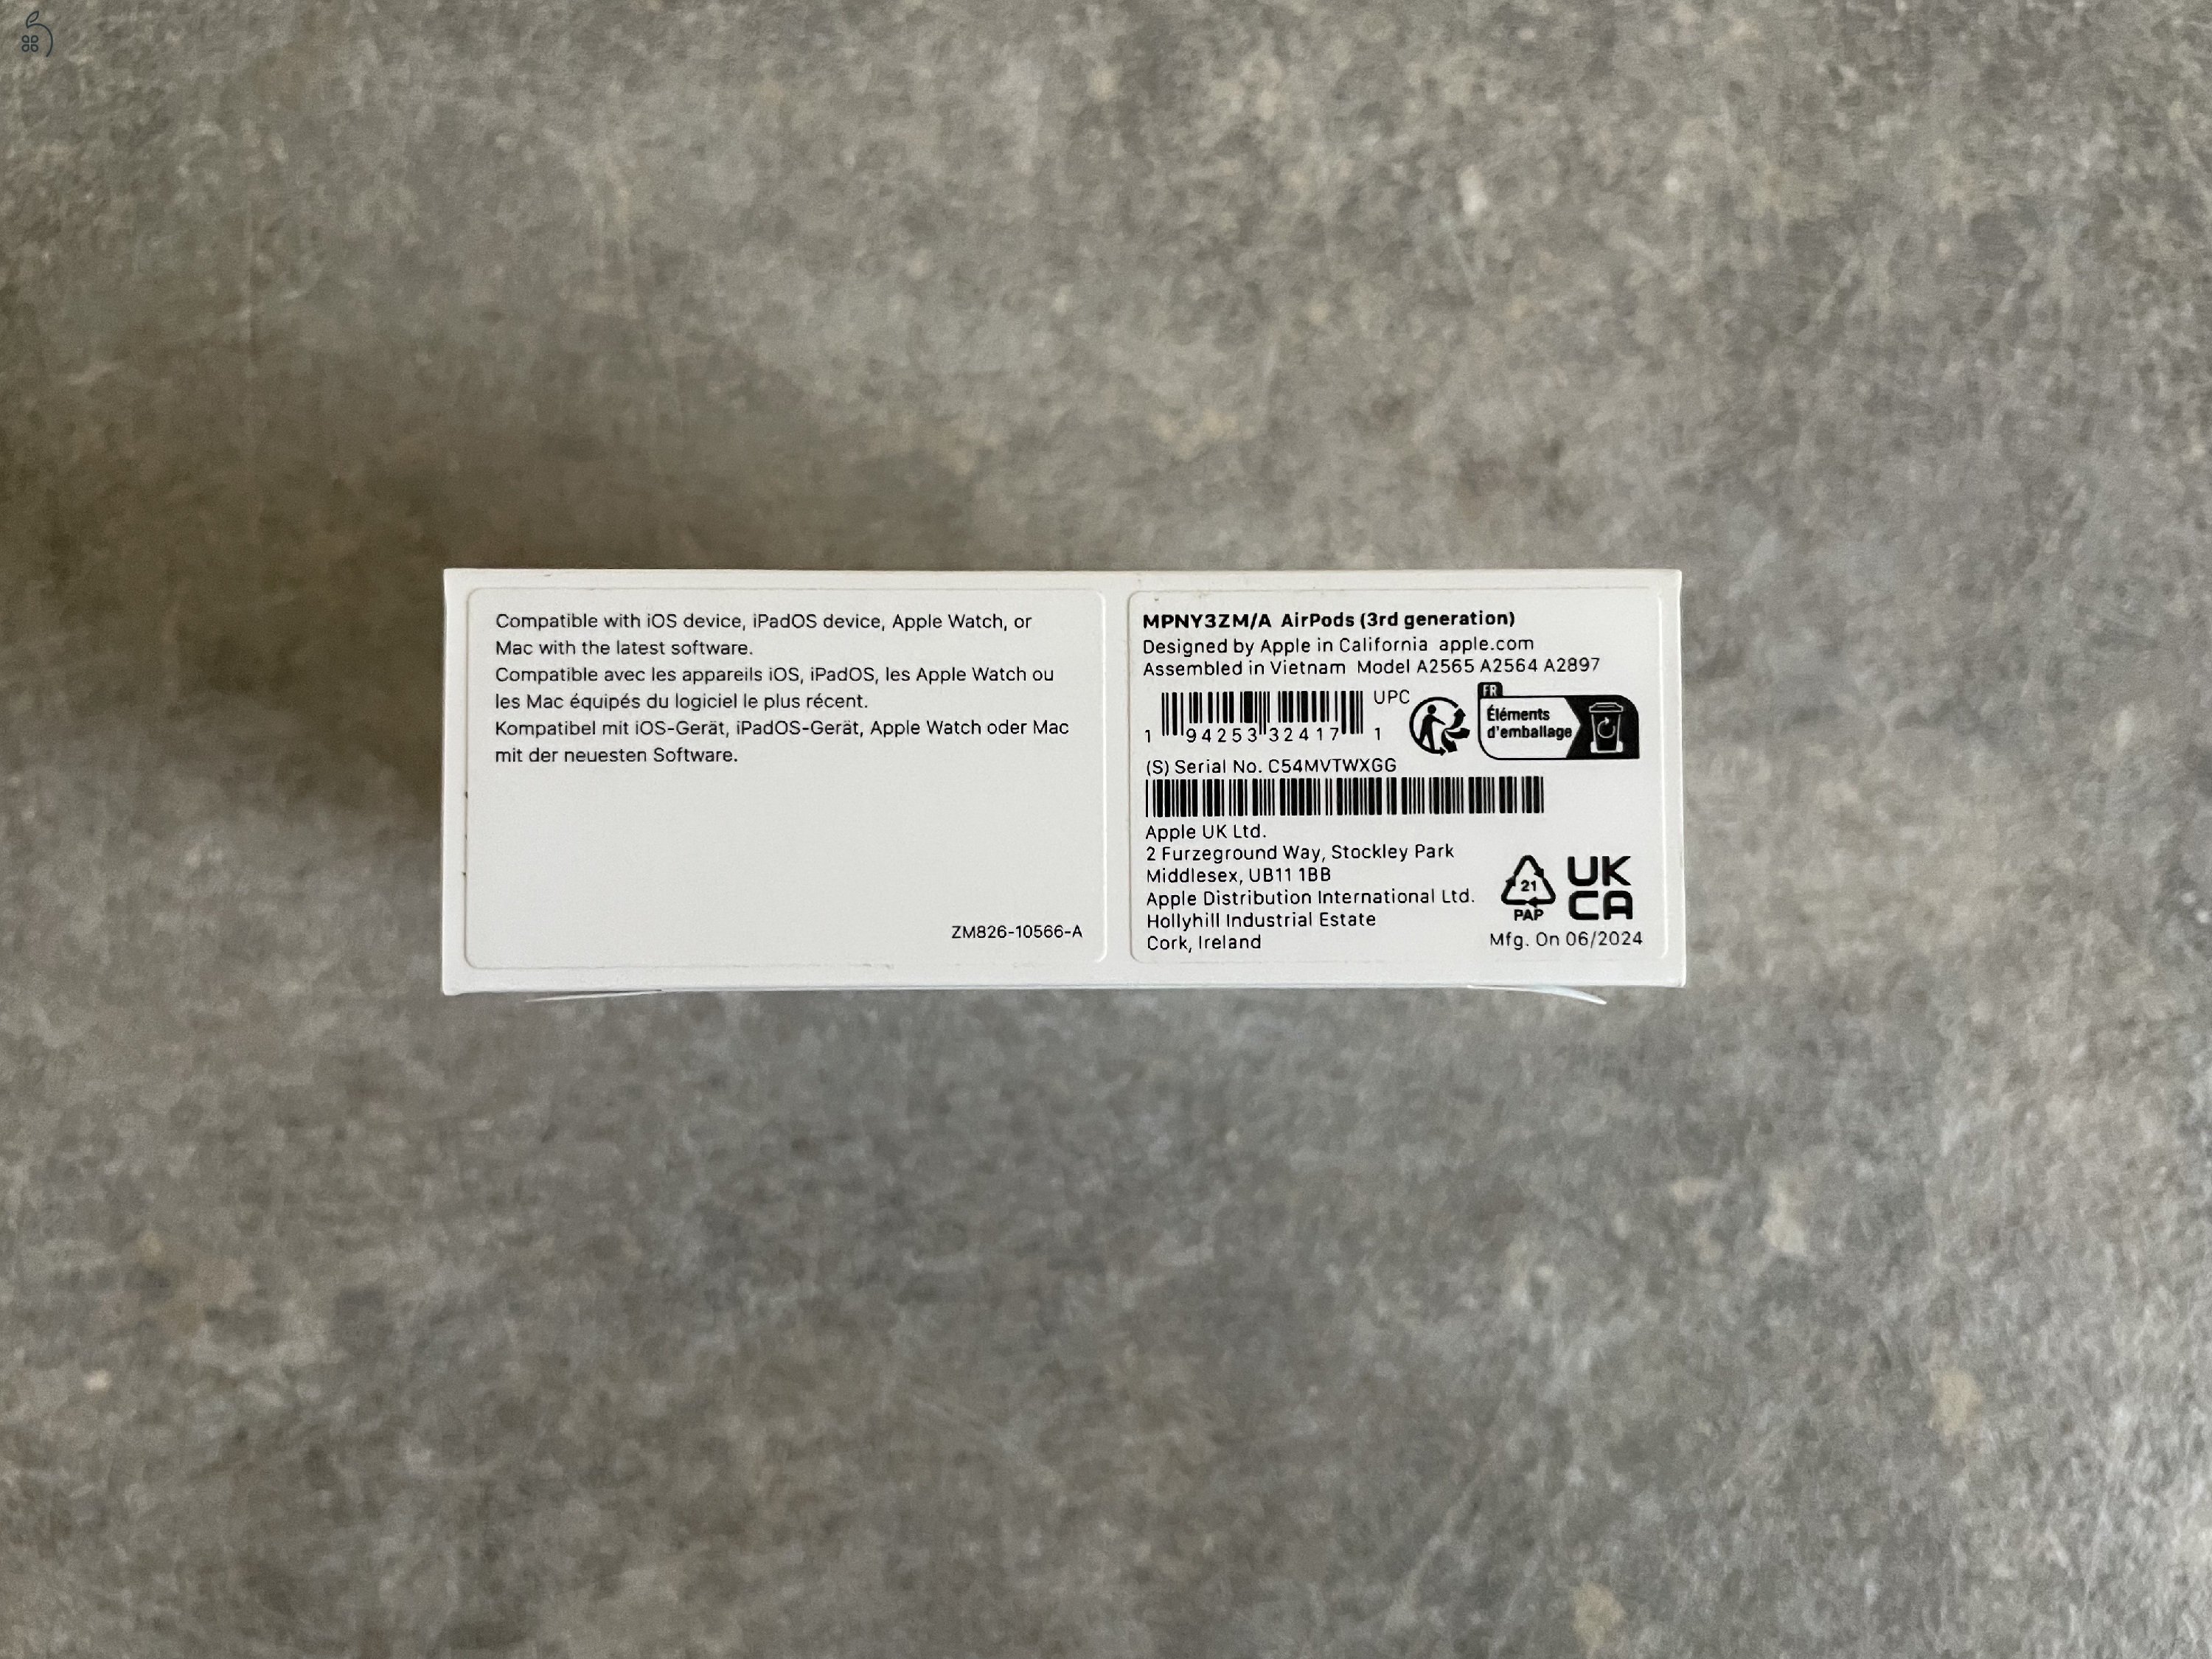 Compatible with iOS device, iPadOS device, Apple Watch, or
Mac with the latest software.
Compatible avec les appareils iOS, iPadOS, les Apple Watch ou
les Mac équipés du logiciel le plus récent.
Kompatibel mit iOS-Gerät, iPadOS-Gerät, Apple Watch oder Mac
mit der neuesten Software.
ZM826-10566-A
MPNY3ZM/A AirPods (3rd generation)
Designed by Apple in California apple.com
Assembled in Vietnam Model A2565 A2564 A2897
UPC
1 94253 32417 1
FR
Éléments
d'emballage
(S) Serial No. C54MVTWXGG
Apple UK Ltd.
2 Furzeground Way, Stockley Park
Middlesex, UB11 1BB
Apple Distribution International Ltd.
Hollyhill Industrial Estate
Cork, Ireland
21
PAP
UK
CA
Mfg. On 06/2024